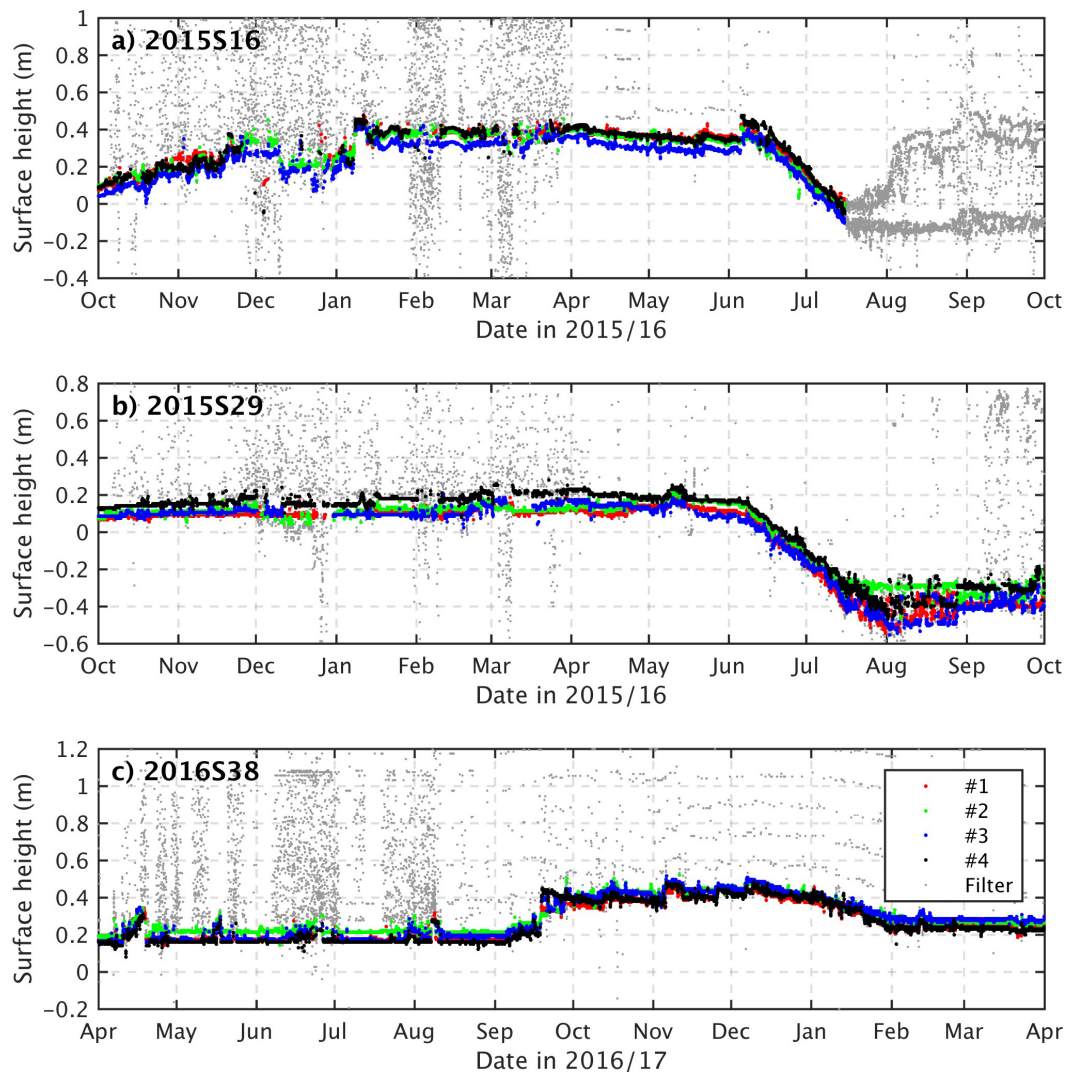 a) 2015S16
Surface height (m)
1
0.8
0.6
0.4
0.2
0
−0.2
−0.4
Oct Nov Dec Jan Feb Mar Apr May Jun Jul Aug Sep Oct
Date in 2015/16
b) 2015S29
Surface height (m)
0.8
0.6
0.4
0.2
0
−0.2
−0.4
−0.6
Oct Nov Dec Jan Feb Mar Apr May Jun Jul Aug Sep Oct
Date in 2015/16
c) 2016S38
Surface height (m)
1.2
1
0.8
0.6
0.4
0.2
0
−0.2
#1
#2
#3
#4
Filter
Apr May Jun Jul Aug Sep Oct Nov Dec Jan Feb Mar Apr
Date in 2016/17